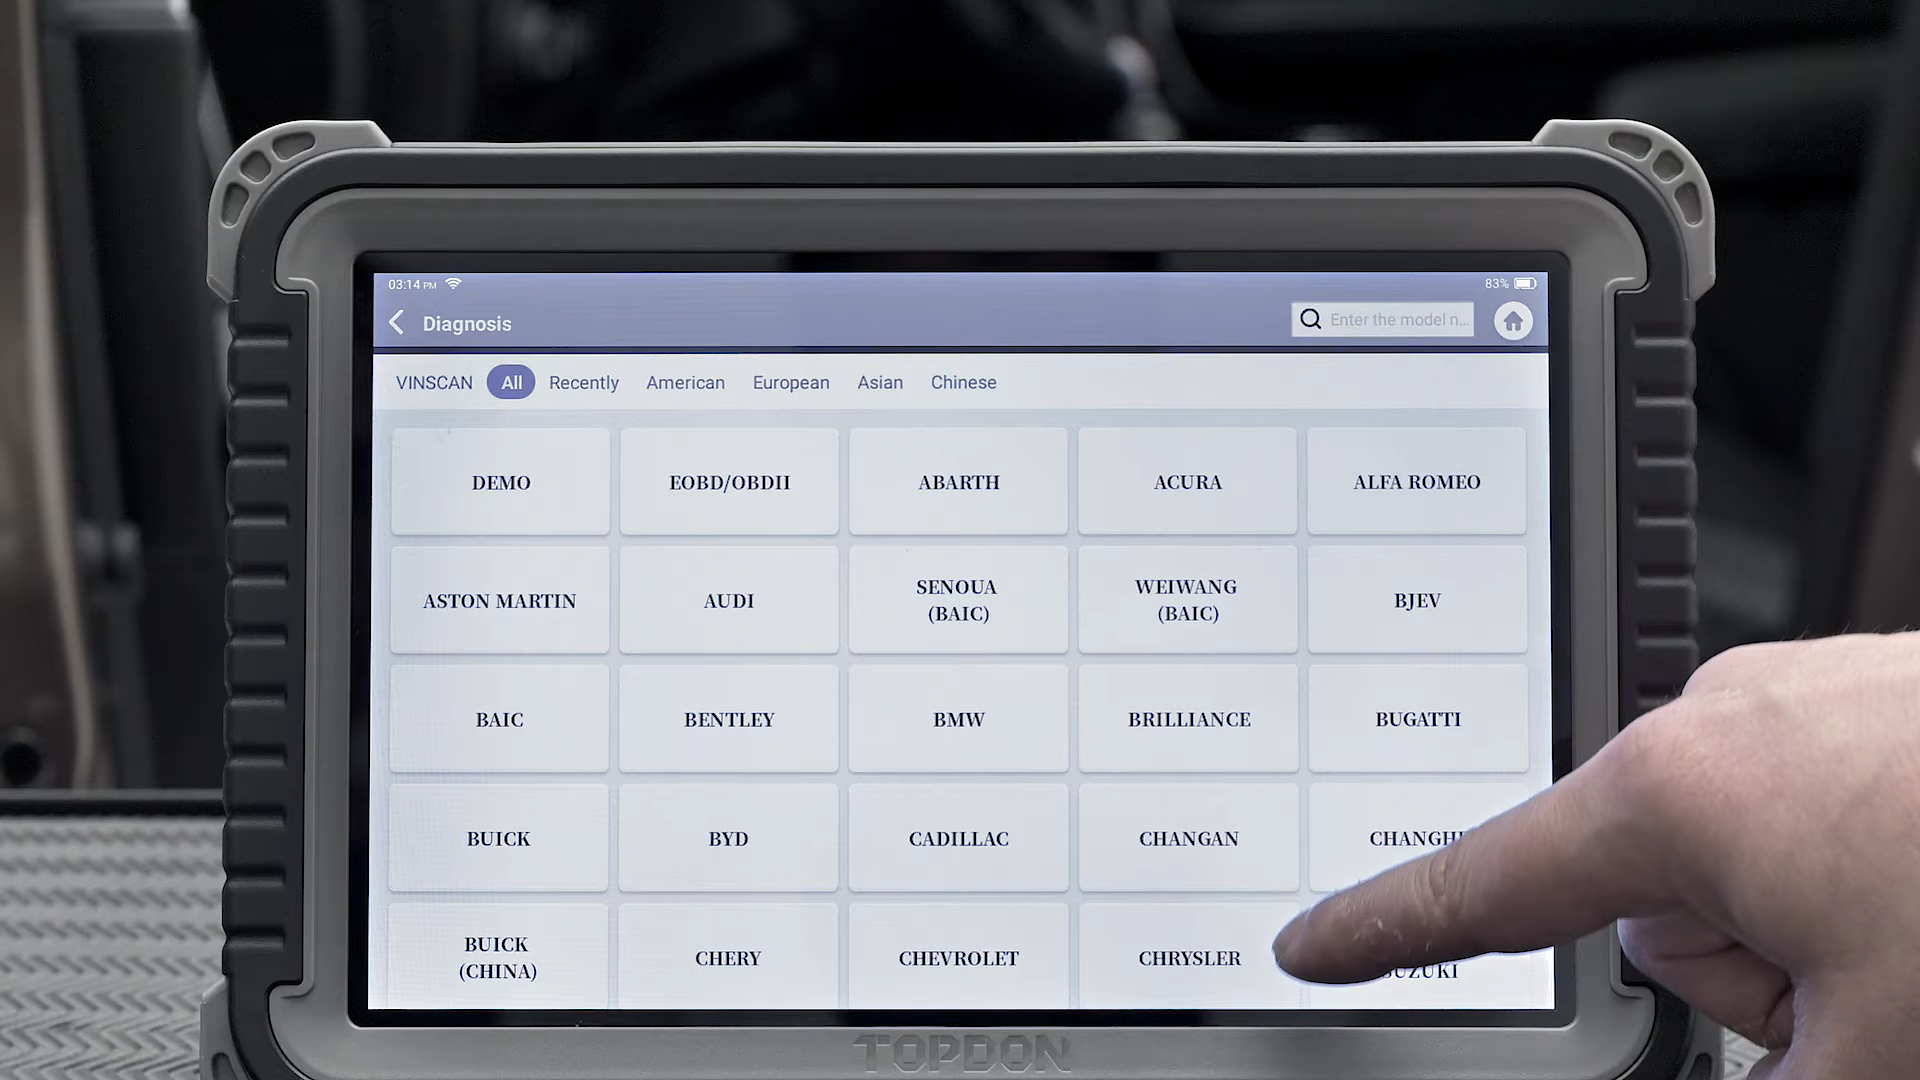 03:14 PM
83%
Diagnosis
Enter the model n...
VINSCAN All Recently American European Asian Chinese
DEMO
EOBD/OBDII
ABARTH
ACURA
ALFA ROMEO
ASTON MARTIN
AUDI
SENOUA
(BAIC)
WEIWANG
(BAIC)
BJEV
BAIC
BENTLEY
BMW
BRILLIANCE
BUGATTI
BUICK
BYD
CADILLAC
CHANGAN
BUICK
(CHINA)
CHERY
CHEVROLET
CHRYSLER
TOPDON